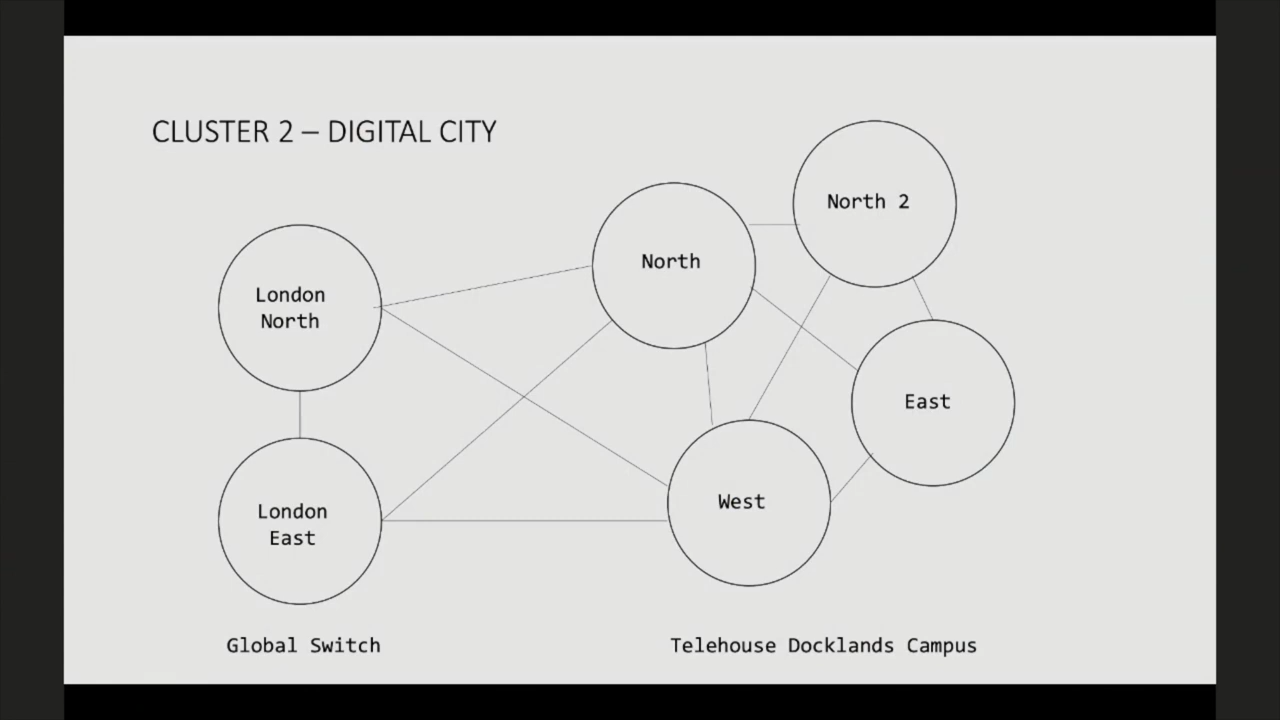 CLUSTER 2 – DIGITAL CITY
North 2
North
London
North
East
West
London
East
Global Switch
Telehouse Docklands Campus